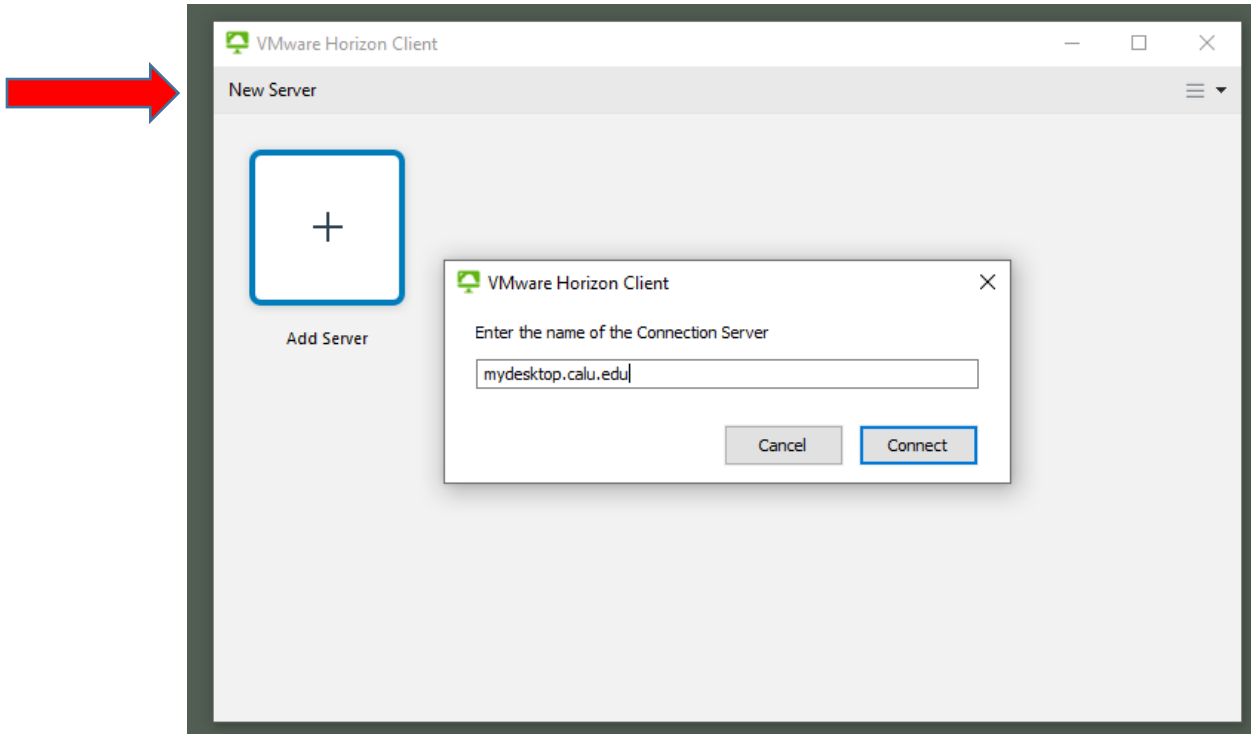 VMware Horizon Client
New Server
Add Server
VMware Horizon Client
Enter the name of the Connection Server
mydesktop.calu.edu
Cancel Connect